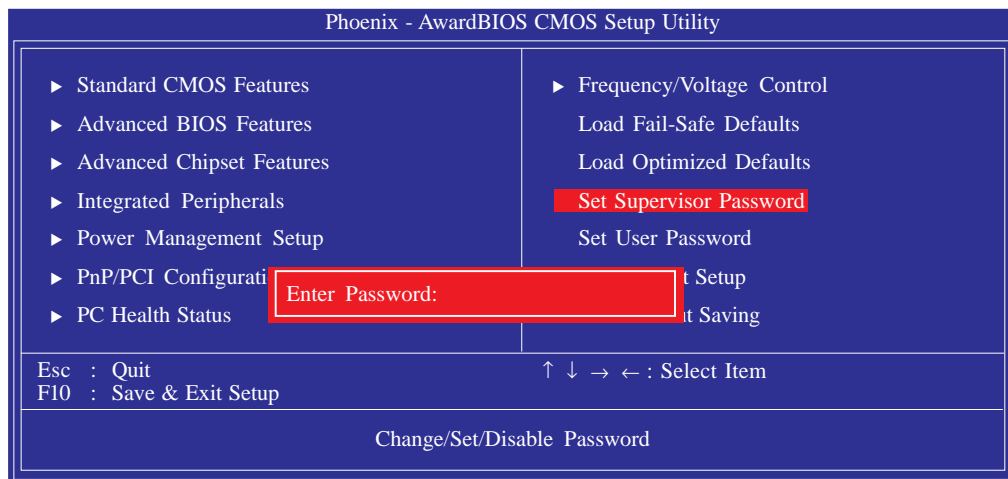 Phoenix - AwardBIOS CMOS Setup Utility
▶ Standard CMOS Features
▶ Advanced BIOS Features
▶ Advanced Chipset Features
▶ Integrated Peripherals
▶ Power Management Setup
▶ PnP/PCI Configurati
▶ PC Health Status
▶ Frequency/Voltage Control
Load Fail-Safe Defaults
Load Optimized Defaults
Set Supervisor Password
Set User Password
t Setup
ut Saving
Enter Password:
Esc : Quit
F10 : Save & Exit Setup
↑ ↓ → ← : Select Item
Change/Set/Disable Password